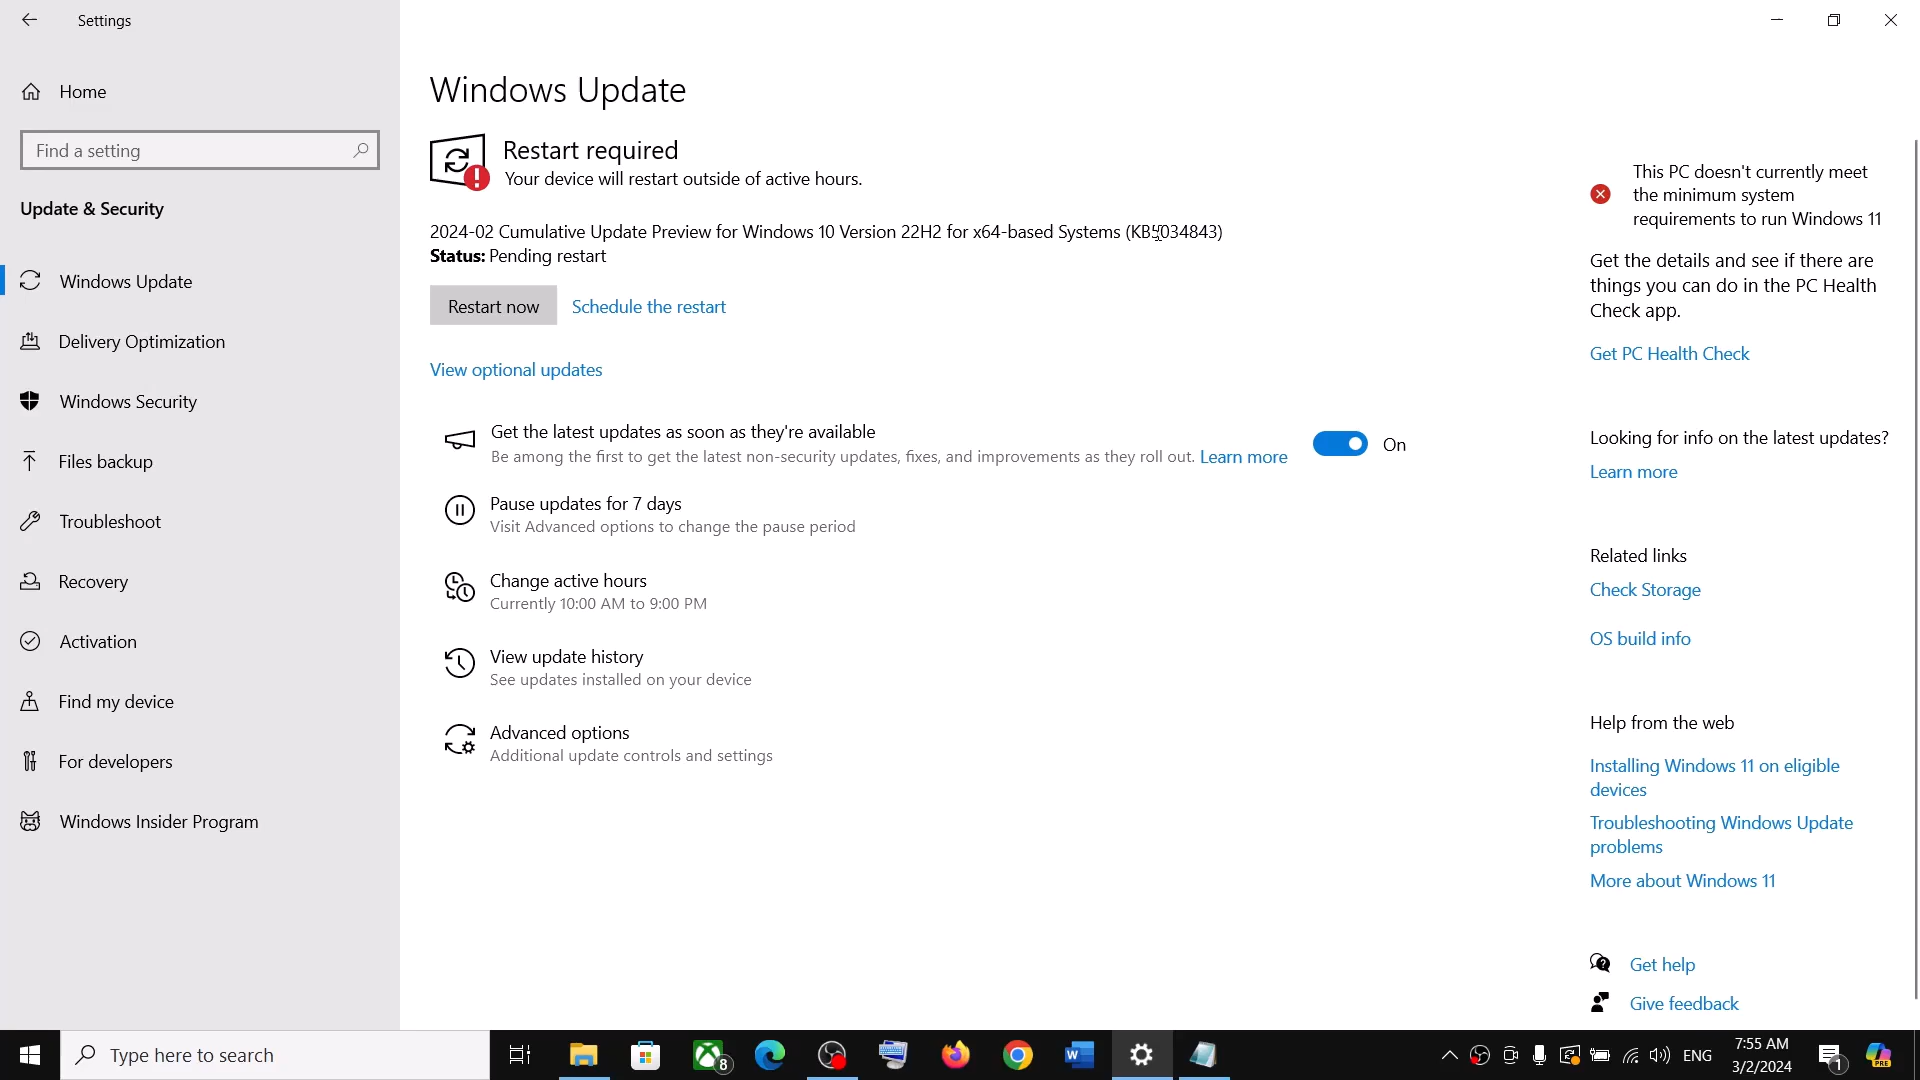 Settings
Home
Find a setting
Update & Security
Windows Update
Delivery Optimization
Windows Security
Files backup
Troubleshoot
Recovery
Activation
Find my device
For developers
Windows Insider Program
Windows Update
Restart required
Your device will restart outside of active hours.
2024-02 Cumulative Update Preview for Windows 10 Version 22H2 for x64-based Systems (KB5034843)
Status: Pending restart
Restart now
Schedule the restart
View optional updates
Get the latest updates as soon as they're available
Be among the first to get the latest non-security updates, fixes, and improvements as they roll out. Learn more
On
Pause updates for 7 days
Visit Advanced options to change the pause period
Change active hours
Currently 10:00 AM to 9:00 PM
View update history
See updates installed on your device
Advanced options
Additional update controls and settings
This PC doesn't currently meet
the minimum system
requirements to run Windows 11
Get the details and see if there are
things you can do in the PC Health
Check app.
Get PC Health Check
Looking for info on the latest updates?
Learn more
Related links
Check Storage
OS build info
Help from the web
Installing Windows 11 on eligible
devices
Troubleshooting Windows Update
problems
More about Windows 11
Get help
Give feedback
Type here to search
8
W
ENG
7:55 AM
3/2/2024
1
PRE